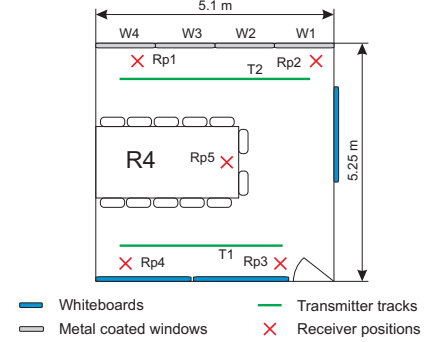 5.1 m
W4 W3 W2 W1
Rp1 Rp2
T2
5.25 m
R4 Rp5
T1
Rp4 Rp3
Whiteboards Transmitter tracks
Metal coated windows Receiver positions